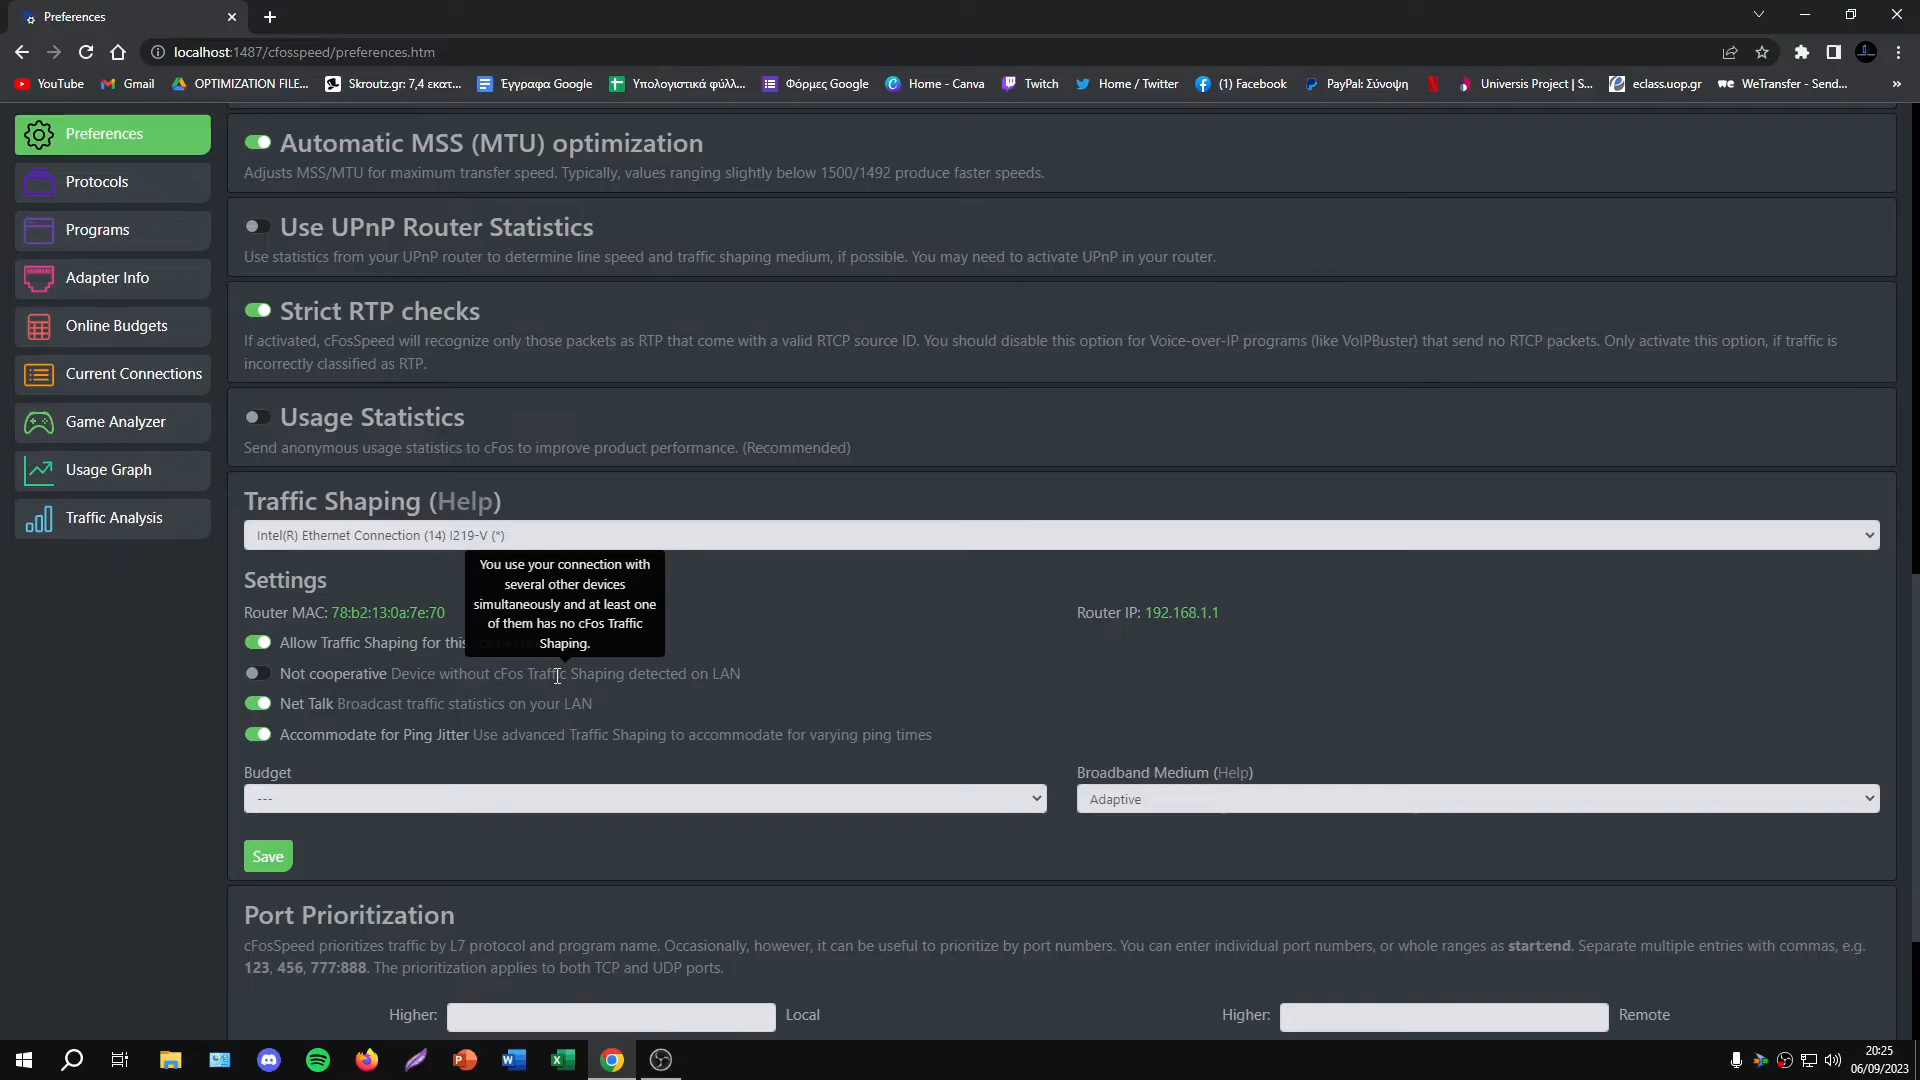 Preferences
localhost:1487/cfosspeed/preferences.htm
YouTube
Gmail
OPTIMIZATION FILE...
Skroutz.gr: 7,4 εκατ...
Έγγραφα Google
Υπολογιστικά φύλλ...
Φόρμες Google
Home - Canva
Twitch
Home / Twitter
(1) Facebook
PayPal: Σύνοψη
Universis Project | S...
eclass.uop.gr
WeTransfer - Send...
»
Preferences
Protocols
Programs
Adapter Info
Online Budgets
Current Connections
Game Analyzer
Usage Graph
Traffic Analysis
Automatic MSS (MTU) optimization
Adjusts MSS/MTU for maximum transfer speed. Typically, values ranging slightly below 1500/1492 produce faster speeds.
Use UPnP Router Statistics
Use statistics from your UPnP router to determine line speed and traffic shaping medium, if possible. You may need to activate UPnP in your router.
Strict RTP checks
If activated, cFosSpeed will recognize only those packets as RTP that come with a valid RTCP source ID. You should disable this option for Voice-over-IP programs (like VoIPBuster) that send no RTCP packets. Only activate this option, if traffic is
incorrectly classified as RTP.
Usage Statistics
Send anonymous usage statistics to cFos to improve product performance. (Recommended)
Traffic Shaping (Help)
Intel(R) Ethernet Connection (14) I219-V (*)
You use your connection with
several other devices
simultaneously and at least one
of them has no cFos Traffic
Shaping.
Settings
Router MAC: 78:b2:13:0a:7e:70
Router IP: 192.168.1.1
Allow Traffic Shaping for this
Not cooperative Device without cFos Traffic Shaping detected on LAN
Net Talk Broadcast traffic statistics on your LAN
Accommodate for Ping Jitter Use advanced Traffic Shaping to accommodate for varying ping times
Budget
---
Broadband Medium (Help)
Adaptive
Save
Port Prioritization
cFosSpeed prioritizes traffic by L7 protocol and program name. Occasionally, however, it can be useful to prioritize by port numbers. You can enter individual port numbers, or whole ranges as start:end. Separate multiple entries with commas, e.g.
123, 456, 777:888. The prioritization applies to both TCP and UDP ports.
Higher:
Local
Higher:
Remote
20:25
06/09/2023